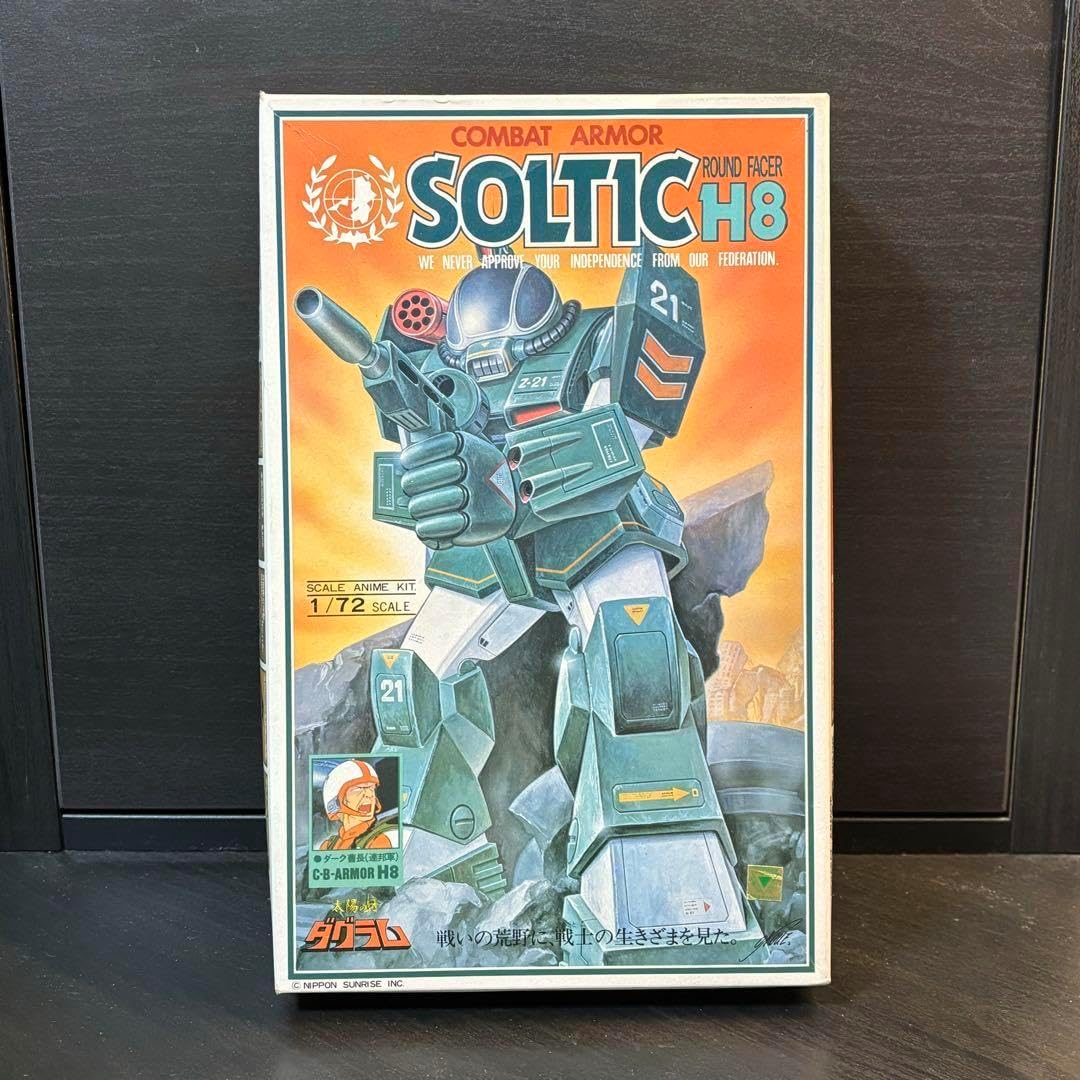 COMBAT ARMOR
SOLTIC
ROUND FACER
H8
WE NEVER APPROVE YOUR INDEPENDENCE FROM OUR FEDERATION.
21
Z-21
SCALE ANIME KIT.
1/72 SCALE
21
●ダーク曹長(連邦軍)
C·B-ARMOR H8
太陽の牙
ダグラム
戦いの荒野に、戦士の生きざまを見た。
© NIPPON SUNRISE INC.